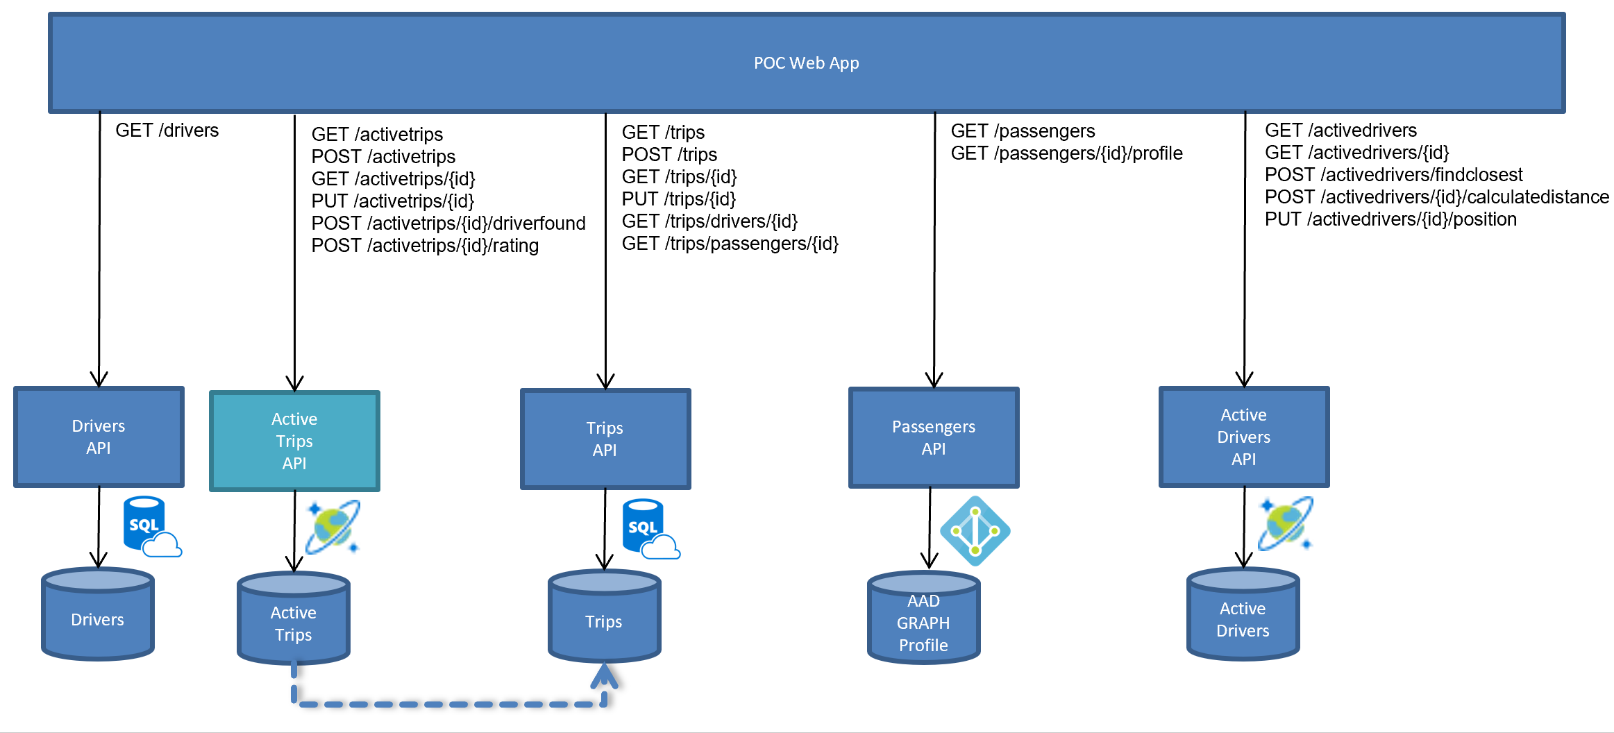 POC Web App
GET /drivers
GET /activetrips
POST /activetrips
GET /activetrips/{id}
PUT /activetrips/{id}
POST /activetrips/{id}/driverfound
POST /activetrips/{id}/rating
GET /trips
POST /trips
GET /trips/{id}
PUT /trips/{id}
GET /trips/drivers/{id}
GET /trips/passengers/{id}
GET /passengers
GET /passengers/{id}/profile
GET /activedrivers
GET /activedrivers/{id}
POST /activedrivers/findclosest
POST /activedrivers/{id}/calculatedistance
PUT /activedrivers/{id}/position
Drivers
API
Active
Trips
API
Trips
API
Passengers
API
Active
Drivers
API
SQL
SQL
Drivers
Active
Trips
Trips
AAD
GRAPH
Profile
Active
Drivers